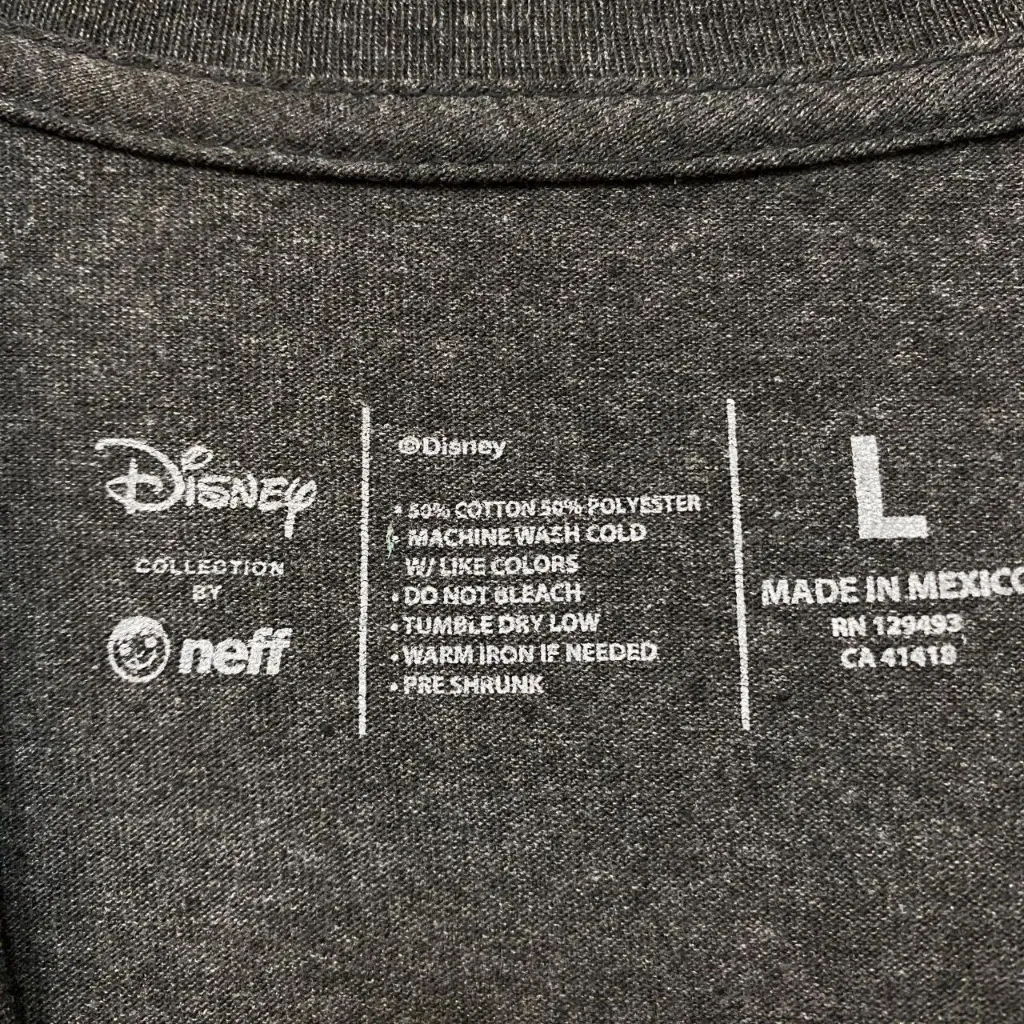 Disney
COLLECTION
BY
neff
©Disney
• 50% COTTON 50% POLYESTER
• MACHINE WASH COLD
W/ LIKE COLORS
• DO NOT BLEACH
• TUMBLE DRY LOW
• WARM IRON IF NEEDED
• PRE SHRUNK
L
MADE IN MEXICO
RN 129493
CA 41418